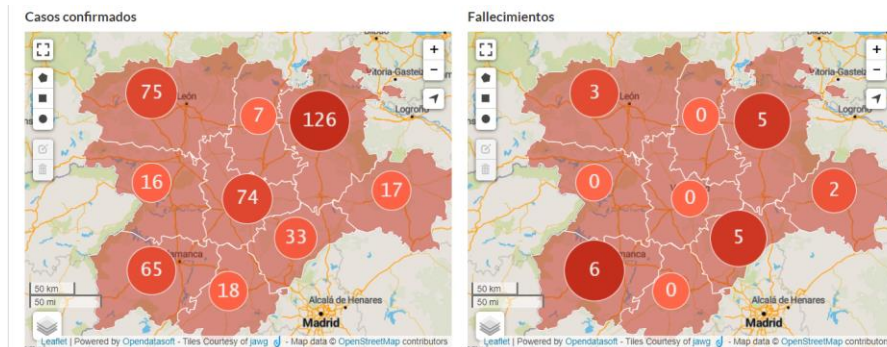 Casos confirmados
75
León
7
126
Vitoria-Gasteiz
Logroño
16
74
17
33
65
amanca
18
50 km
50 mi
Alcalá de Henares
Madrid
Leaflet | Powered by Opendatasoft - Tiles Courtesy of jawg - Map data © OpenStreetMap contributors
Fallecimientos
3
León
0
5
Vitoria-Gasteiz
Logroño
0
0
2
5
6
amanca
0
50 km
50 mi
Alcalá de Henares
Madrid
Leaflet | Powered by Opendatasoft - Tiles Courtesy of jawg - Map data © OpenStreetMap contributors